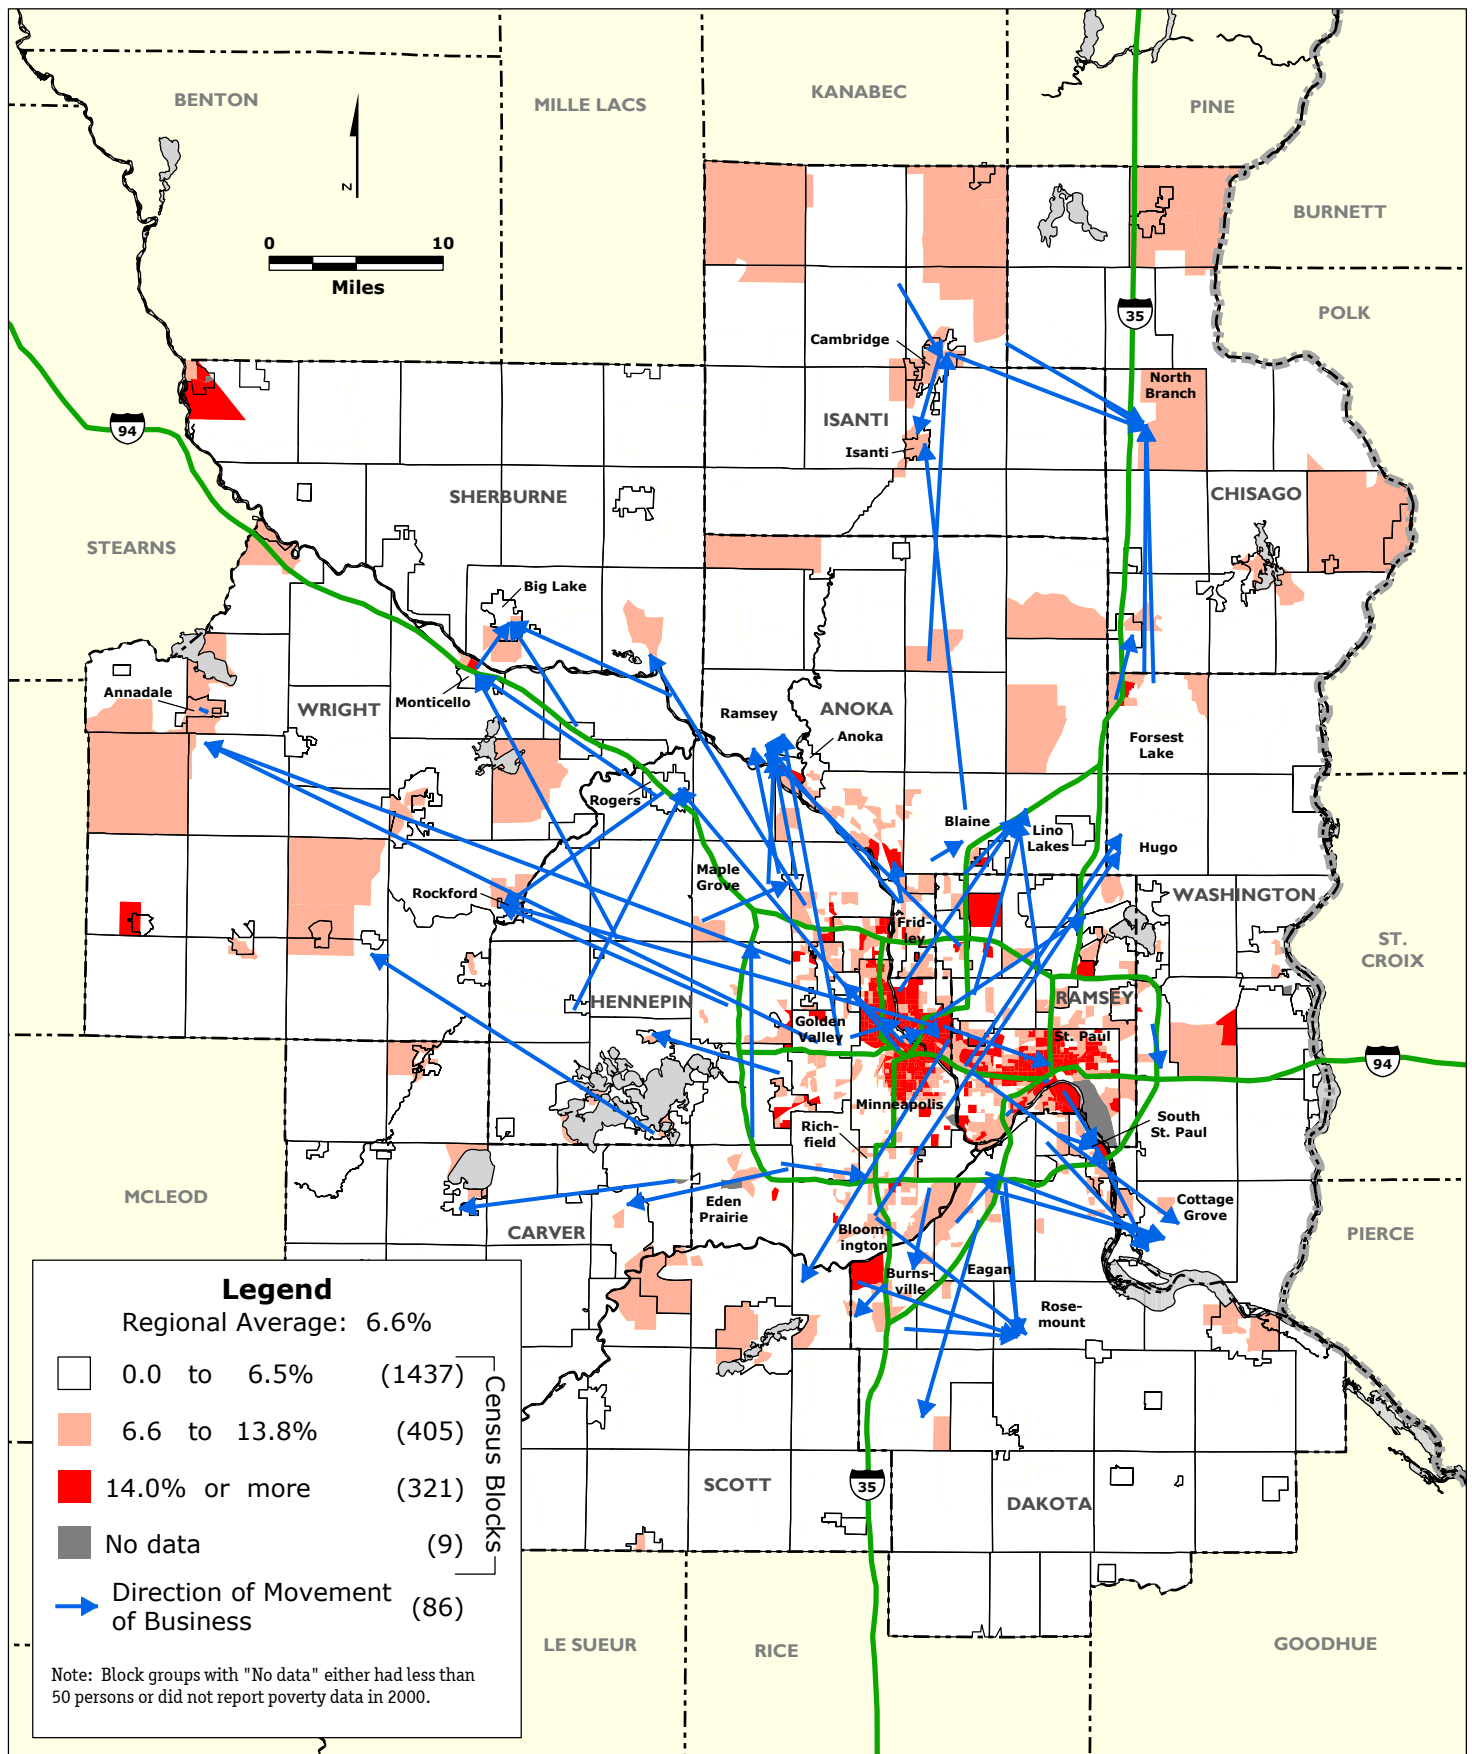 BENTON
MILLE LACS
KANABEC
PINE
N
BURNETT
0 10
Miles
POLK
35
Cambridge
North
Branch
94
ISANTI
Isanti
SHERBURNE
CHISAGO
STEARNS
Big Lake
Annadale
Monticello
WRIGHT
Ramsey
ANOKA
Anoka
Forsest
Lake
Rogers
Blaine
Lino
Lakes
Hugo
Maple
Grove
Rockford
WASHINGTON
Frid-
ley
ST.
CROIX
HENNEPIN
RAMSEY
Golden
Valley
St. Paul
94
Minneapolis
Rich-
field
South
St. Paul
MCLEOD
Eden
Prairie
Cottage
Grove
CARVER
Bloom-
ington
PIERCE
Burns-
ville
Eagan
Rose-
mount
SCOTT
35
DAKOTA
LE SUEUR
RICE
GOODHUE
Legend
Regional Average: 6.6%
0.0 to 6.5% (1437)
6.6 to 13.8% (405)
14.0% or more (321)
No data (9)
Census Blocks
Direction of Movement
of Business (86)
Note: Block groups with "No data" either had less than
50 persons or did not report poverty data in 2000.